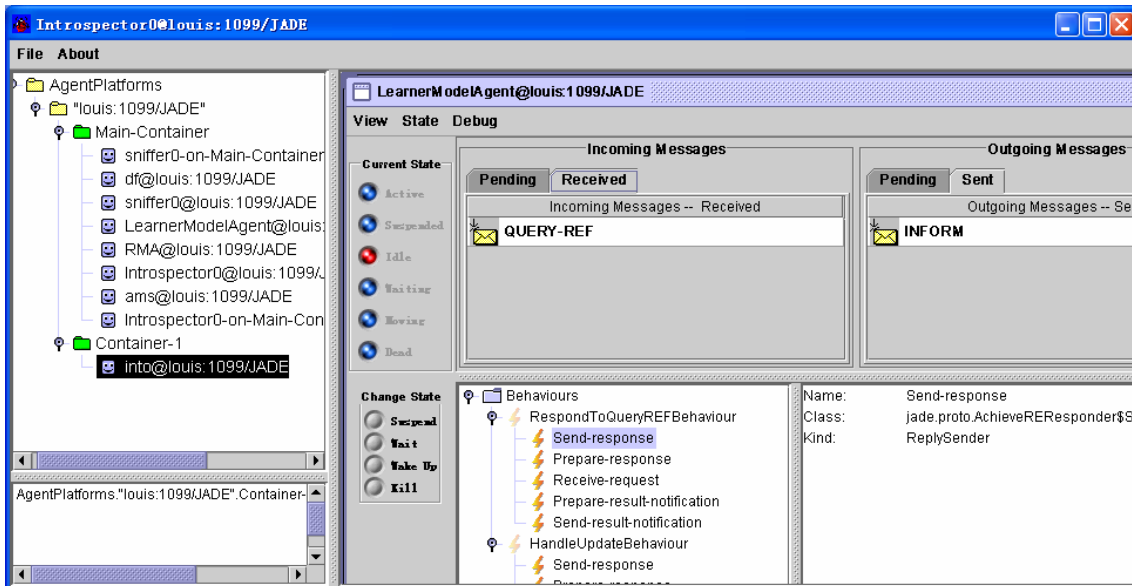 Introspector0@louis:1099/JADE
File About
AgentPlatforms
"louis:1099/JADE"
Main-Container
sniffer0-on-Main-Container
df@louis:1099/JADE
sniffer0@louis:1099/JADE
LearnerModelAgent@louis:
RMA@louis:1099/JADE
Introspector0@louis:1099/J
ams@louis:1099/JADE
Introspector0-on-Main-Con
Container-1
into@louis:1099/JADE
AgentPlatforms."louis:1099/JADE".Container-
LearnerModelAgent@louis:1099/JADE
View State Debug
Current State
Active
Suspended
Idle
Waiting
Moving
Dead
Incoming Messages
Pending Received
Incoming Messages -- Received
QUERY-REF
Outgoing Messages
Pending Sent
Outgoing Messages -- Se
INFORM
Change State
Suspend
Wait
Wake Up
Kill
Behaviours
RespondToQueryREFBehaviour
Send-response
Prepare-response
Receive-request
Prepare-result-notification
Send-result-notification
HandleUpdateBehaviour
Send-response
Prepare-response
Name: Send-response
Class: jade.proto.AchieveREResponder$S
Kind: ReplySender